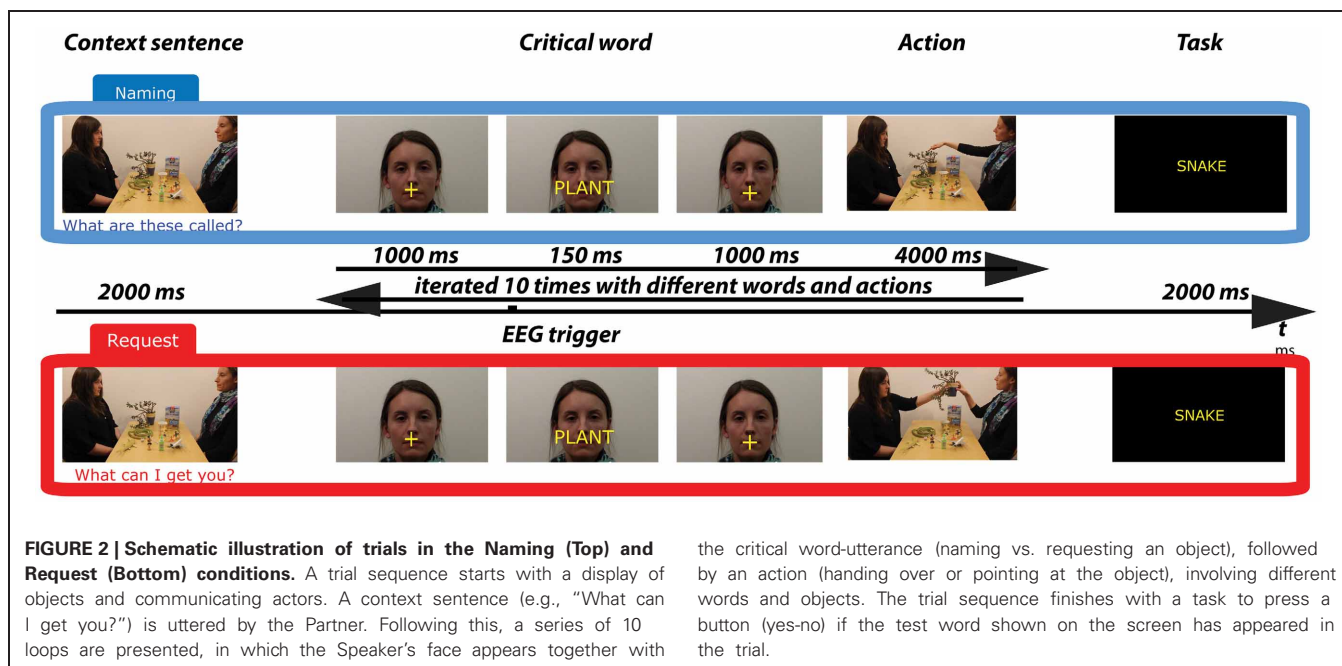 Context sentence Critical word Action Task
Naming
+ PLANT + SNAKE
What are these called?
1000 ms 150 ms 1000 ms 4000 ms
iterated 10 times with different words and actions
2000 ms 2000 ms
EEG trigger t
ms
Request
+ PLANT + SNAKE
What can I get you?
FIGURE 2 | Schematic illustration of trials in the Naming (Top) and
Request (Bottom) conditions. A trial sequence starts with a display of
objects and communicating actors. A context sentence (e.g., “What can
I get you?”) is uttered by the Partner. Following this, a series of 10
loops are presented, in which the Speaker’s face appears together with
the critical word-utterance (naming vs. requesting an object), followed
by an action (handing over or pointing at the object), involving different
words and objects. The trial sequence finishes with a task to press a
button (yes-no) if the test word shown on the screen has appeared in
the trial.